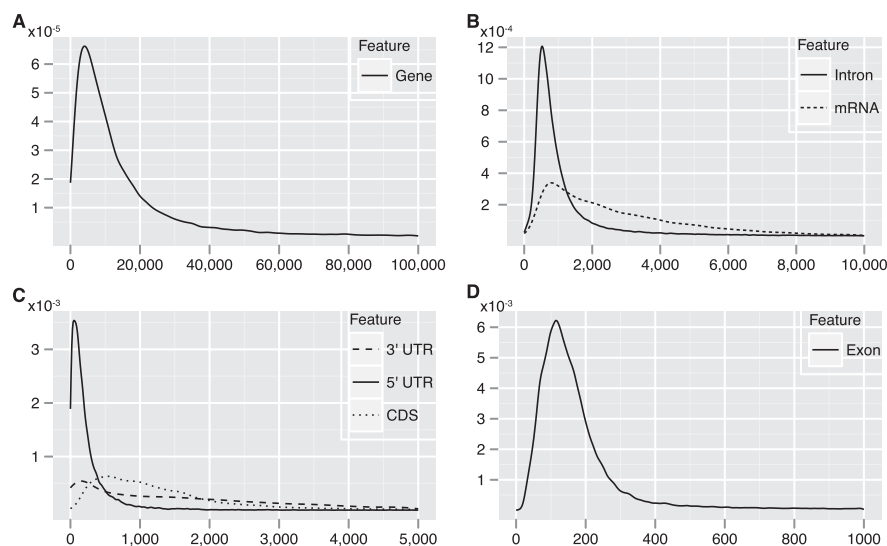 A
x10-5
Feature
Gene
6
5
4
3
2
1
0 20,000 40,000 60,000 80,000 100,000
B
x10-4
Feature
Intron
mRNA
12
10
8
6
4
2
0 2,000 4,000 6,000 8,000 10,000
C
x10-3
Feature
3' UTR
5' UTR
CDS
3
2
1
0 1,000 2,000 3,000 4,000 5,000
D
x10-3
Feature
Exon
6
5
4
3
2
1
0 200 400 600 800 1000